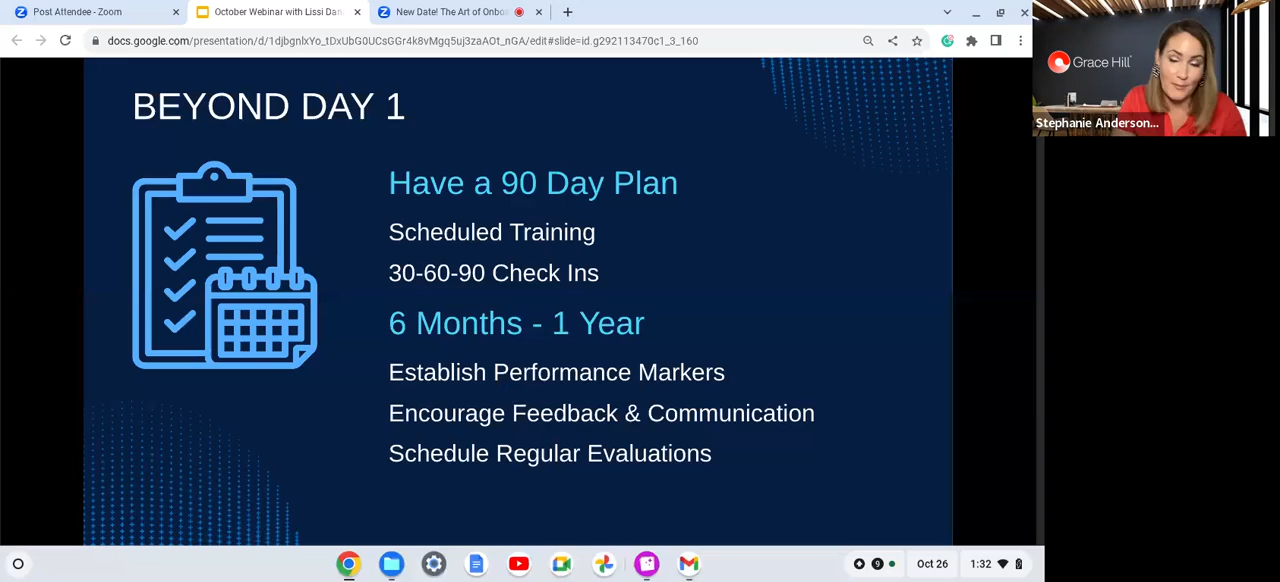 Post Attendee - Zoom
October Webinar with Lissi Dan
New Date! The Art of Onbo
docs.google.com/presentation/d/1djbgnlxYo_tDxUbG0UCsGGr4k8vMgq5uj3zaAOt_nGA/edit#slide=id.g292113470c1_3_160
Grace Hill
Stephanie Anderson...
BEYOND DAY 1
Have a 90 Day Plan
Scheduled Training
30-60-90 Check Ins
6 Months - 1 Year
Establish Performance Markers
Encourage Feedback & Communication
Schedule Regular Evaluations
9
Oct 26
1:32